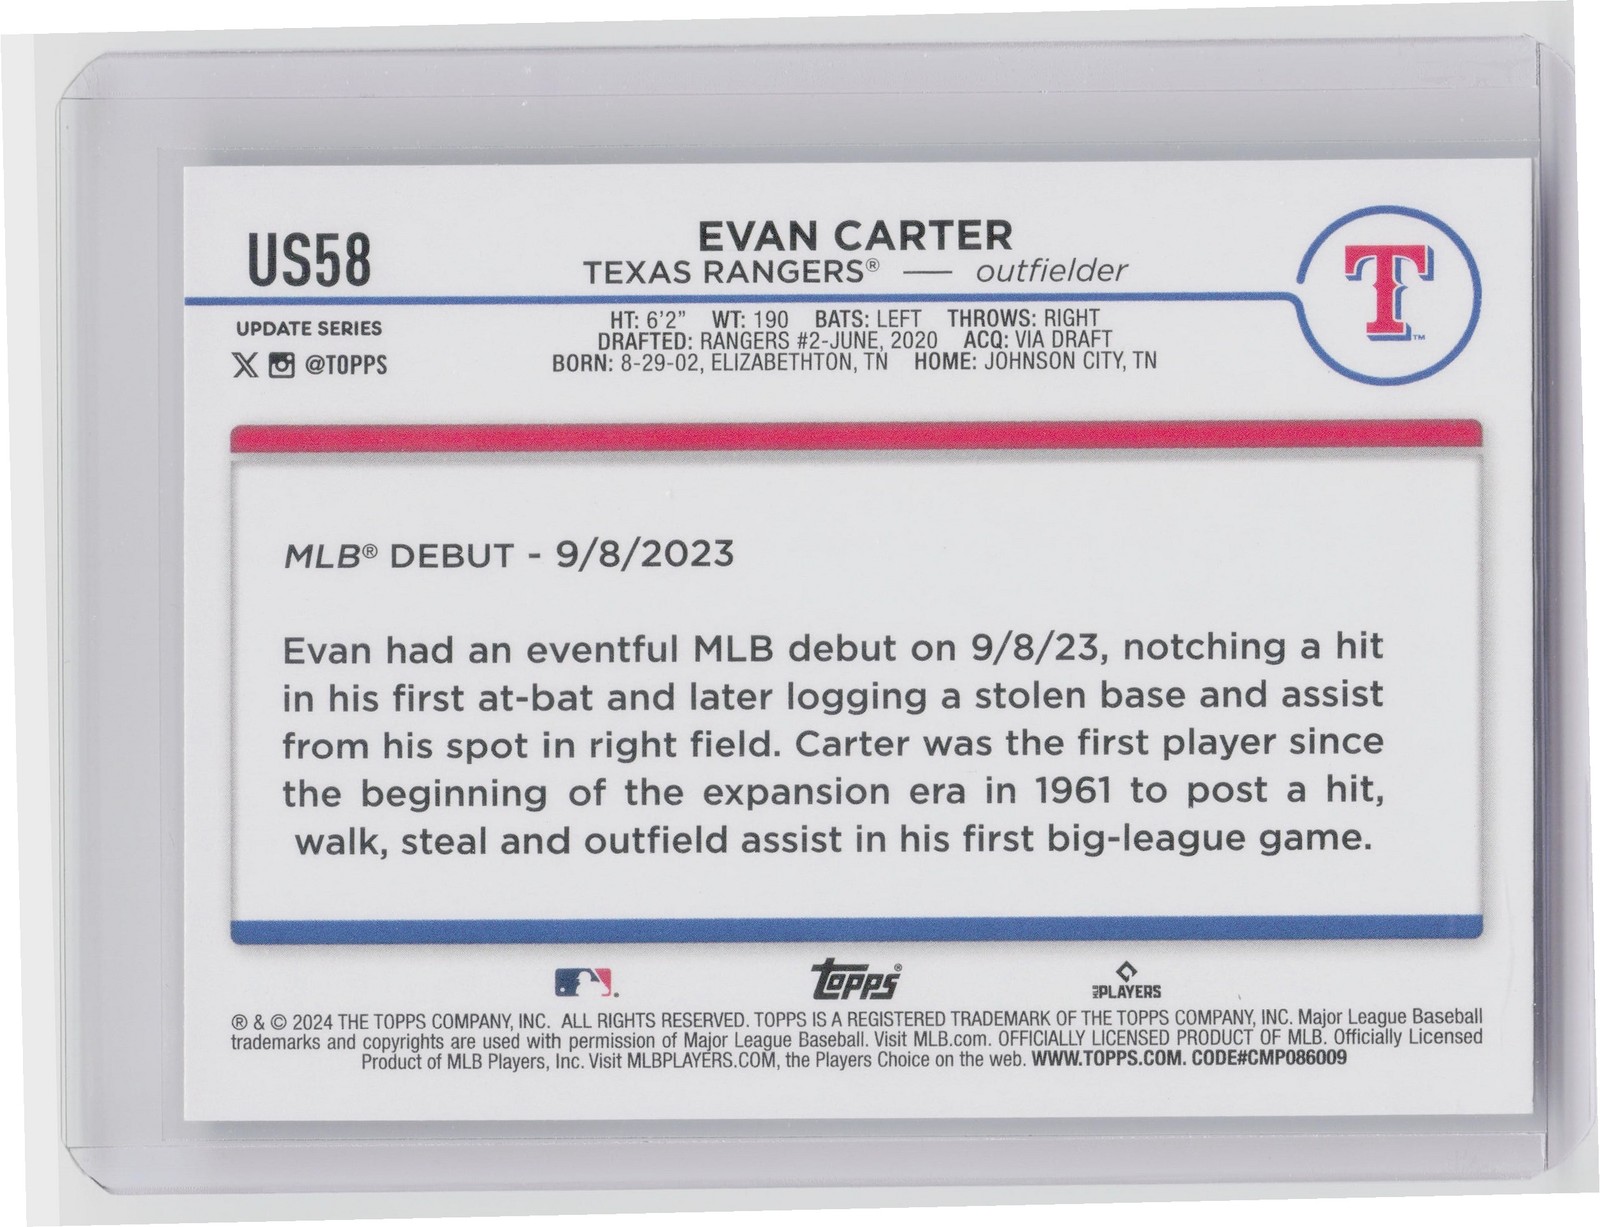 US58
EVAN CARTER
TEXAS RANGERS® — outfielder
T™
UPDATE SERIES
X @TOPPS
HT: 6'2" WT: 190 BATS: LEFT THROWS: RIGHT
DRAFTED: RANGERS #2-JUNE, 2020 ACQ: VIA DRAFT
BORN: 8-29-02, ELIZABETHTON, TN HOME: JOHNSON CITY, TN
MLB® DEBUT - 9/8/2023
Evan had an eventful MLB debut on 9/8/23, notching a hit
in his first at-bat and later logging a stolen base and assist
from his spot in right field. Carter was the first player since
the beginning of the expansion era in 1961 to post a hit,
walk, steal and outfield assist in his first big-league game.
Topps®
MLB PLAYERS
® & © 2024 THE TOPPS COMPANY, INC. ALL RIGHTS RESERVED. TOPPS IS A REGISTERED TRADEMARK OF THE TOPPS COMPANY, INC. Major League Baseball
trademarks and copyrights are used with permission of Major League Baseball. Visit MLB.com. OFFICIALLY LICENSED PRODUCT OF MLB. Officially Licensed
Product of MLB Players, Inc. Visit MLBPLAYERS.COM, the Players Choice on the web. WWW.TOPPS.COM. CODE#CMP086009